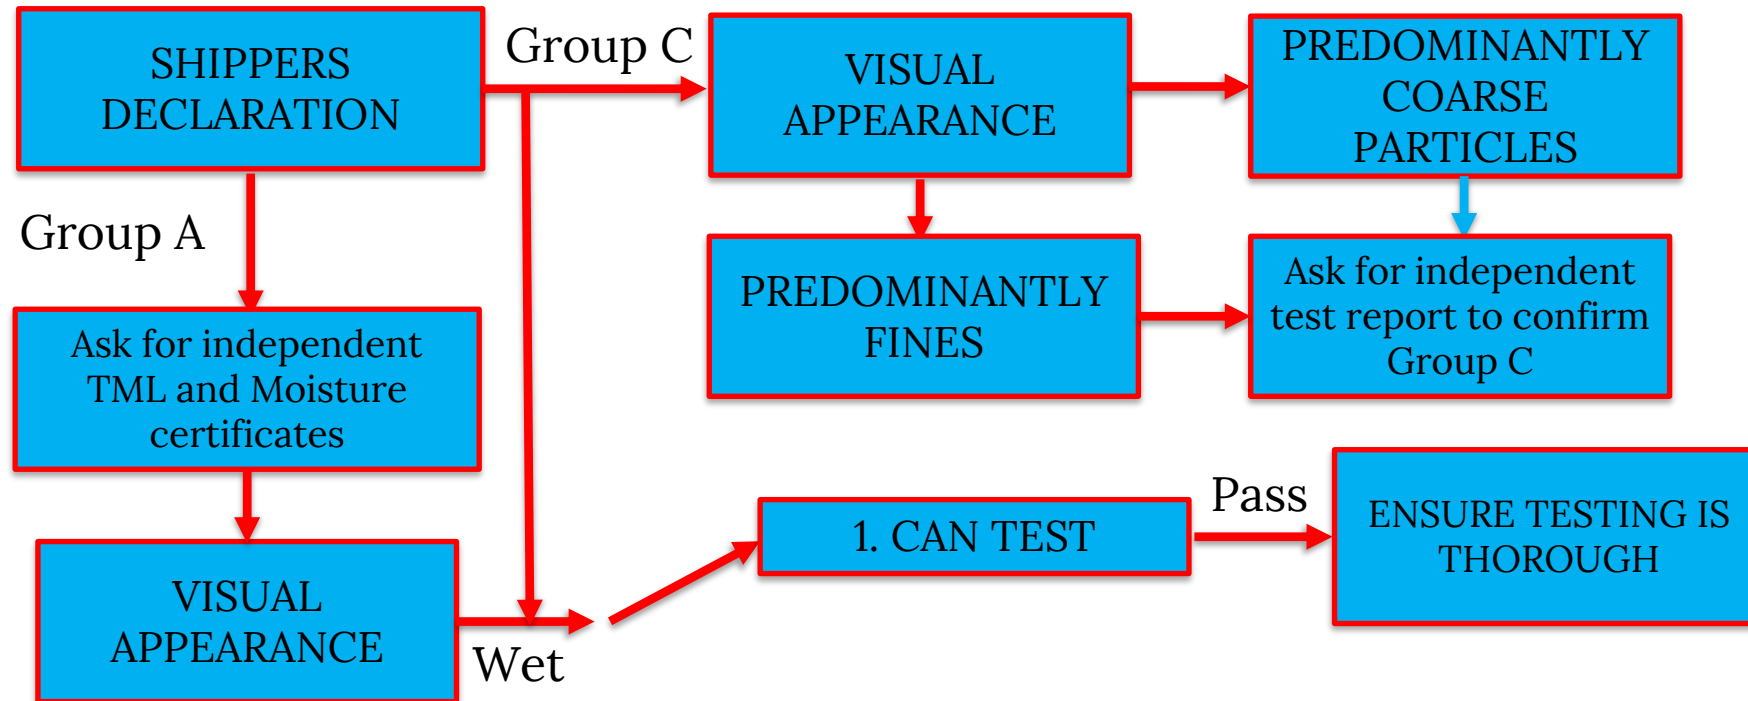 SHIPPERS
DECLARATION
Group C
VISUAL
APPEARANCE
PREDOMINANTLY
COARSE
PARTICLES
Group A
PREDOMINANTLY
FINES
Ask for independent
test report to confirm
Group C
Ask for independent
TML and Moisture
certificates
VISUAL
APPEARANCE
Wet
1. CAN TEST
Pass
ENSURE TESTING IS
THOROUGH